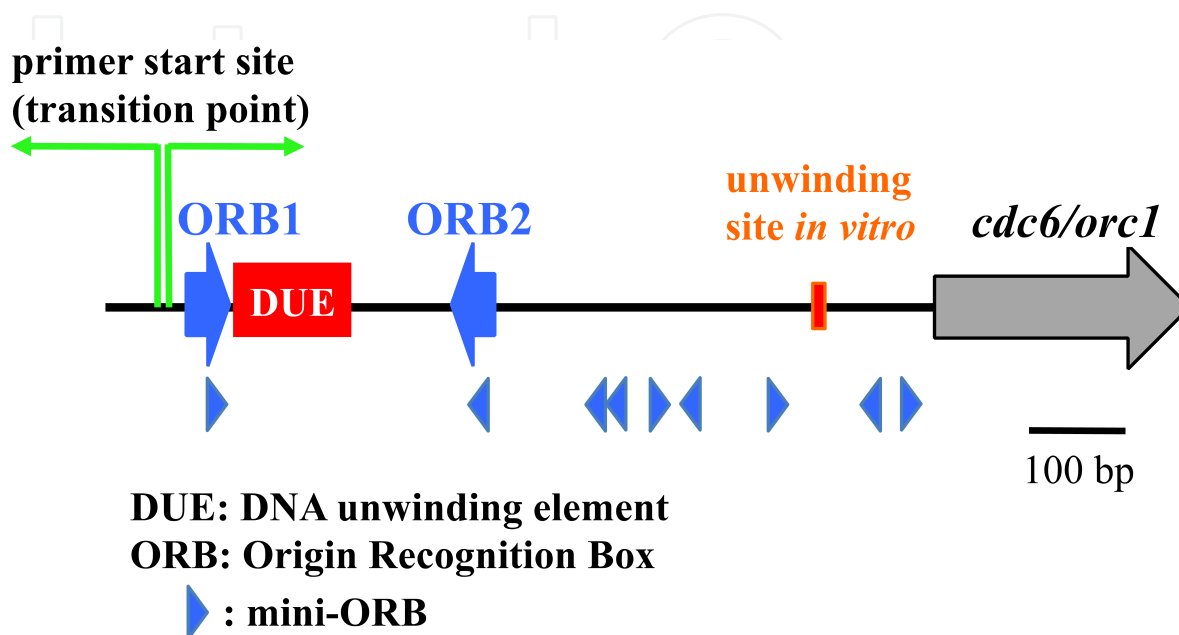 primer start site
(transition point)
ORB1
ORB2
unwinding
site in vitro
cdc6/orc1
DUE
100 bp
DUE: DNA unwinding element
ORB: Origin Recognition Box
: mini-ORB